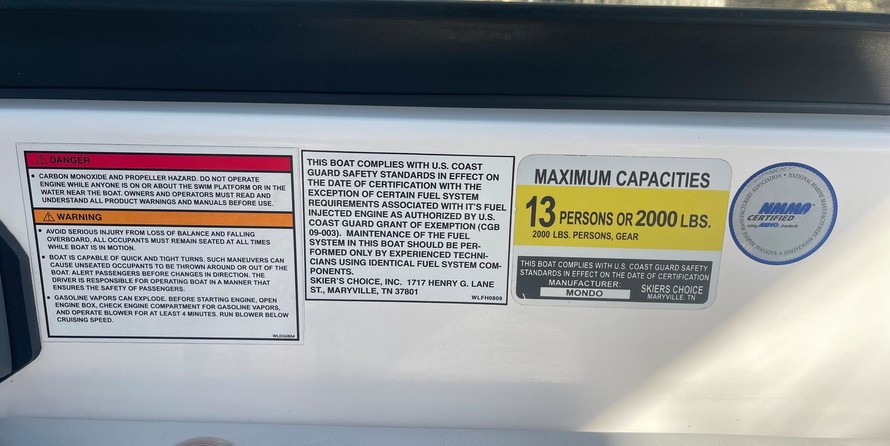 DANGER
• CARBON MONOXIDE AND PROPELLER HAZARD. DO NOT OPERATE
ENGINE WHILE ANYONE IS ON OR ABOUT THE SWIM PLATFORM OR IN THE
WATER NEAR THE BOAT. OWNERS AND OPERATORS MUST READ AND
UNDERSTAND ALL PRODUCT WARNINGS AND MANUALS BEFORE USE.
WARNING
• AVOID SERIOUS INJURY FROM LOSS OF BALANCE AND FALLING
OVERBOARD, ALL OCCUPANTS MUST REMAIN SEATED AT ALL TIMES
WHILE BOAT IS IN MOTION.
• BOAT IS CAPABLE OF QUICK AND TIGHT TURNS. SUCH MANEUVERS CAN
CAUSE UNSEATED OCCUPANTS TO BE THROWN AROUND OR OUT OF THE
BOAT. ALERT PASSENGERS BEFORE CHANGES IN DIRECTION. THE
DRIVER IS RESPONSIBLE FOR OPERATING BOAT IN A MANNER THAT
ENSURES THE SAFETY OF PASSENGERS.
• GASOLINE VAPORS CAN EXPLODE. BEFORE STARTING ENGINE, OPEN
ENGINE BOX, CHECK ENGINE COMPARTMENT FOR GASOLINE VAPORS,
AND OPERATE BLOWER FOR AT LEAST 4 MINUTES. RUN BLOWER BELOW
CRUISING SPEED.
WLDG0804
THIS BOAT COMPLIES WITH U.S. COAST
GUARD SAFETY STANDARDS IN EFFECT ON
THE DATE OF CERTIFICATION WITH THE
EXCEPTION OF CERTAIN FUEL SYSTEM
REQUIREMENTS ASSOCIATED WITH IT'S FUEL
INJECTED ENGINE AS AUTHORIZED BY U.S.
COAST GUARD GRANT OF EXEMPTION (CGB
09-003). MAINTENANCE OF THE FUEL
SYSTEM IN THIS BOAT SHOULD BE PER-
FORMED ONLY BY EXPERIENCED TECHNI-
CIANS USING IDENTICAL FUEL SYSTEM COM-
PONENTS.
SKIER'S CHOICE, INC. 1717 HENRY G. LANE
ST., MARYVILLE, TN 37801
WLFH0809
MAXIMUM CAPACITIES
13 PERSONS OR 2000 LBS.
2000 LBS. PERSONS, GEAR
THIS BOAT COMPLIES WITH U.S. COAST GUARD SAFETY
STANDARDS IN EFFECT ON THE DATE OF CERTIFICATION
MANUFACTURER:
MONDO
SKIERS CHOICE
MARYVILLE, TN
NATIONAL MARINE MANUFACTURERS ASSOCIATION •
NMMA
CERTIFIED
using ABYC standards
NATIONAL MARINE MANUFACTURERS ASSOCIATION •